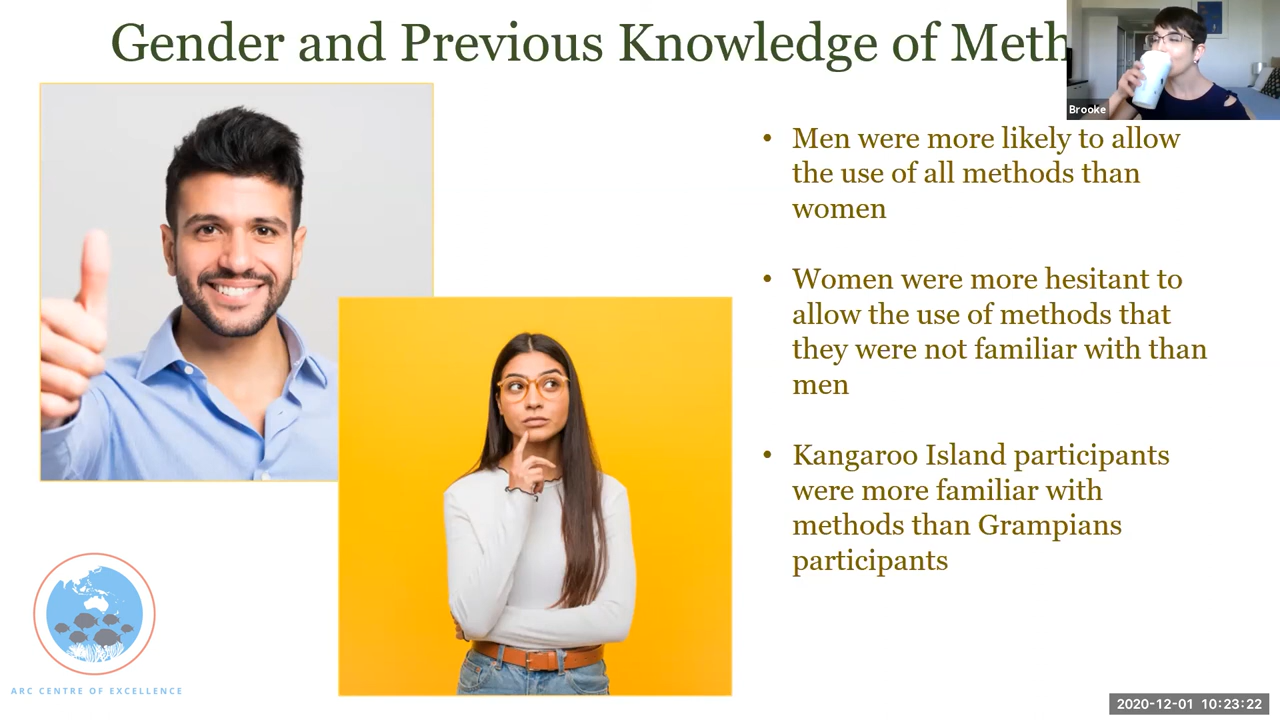 Gender and Previous Knowledge of Meth
Brooke
• Men were more likely to allow
the use of all methods than
women
• Women were more hesitant to
allow the use of methods that
they were not familiar with than
men
• Kangaroo Island participants
were more familiar with
methods than Grampians
participants
ARC CENTRE OF EXCELLENCE
2020-12-01 10:23:22